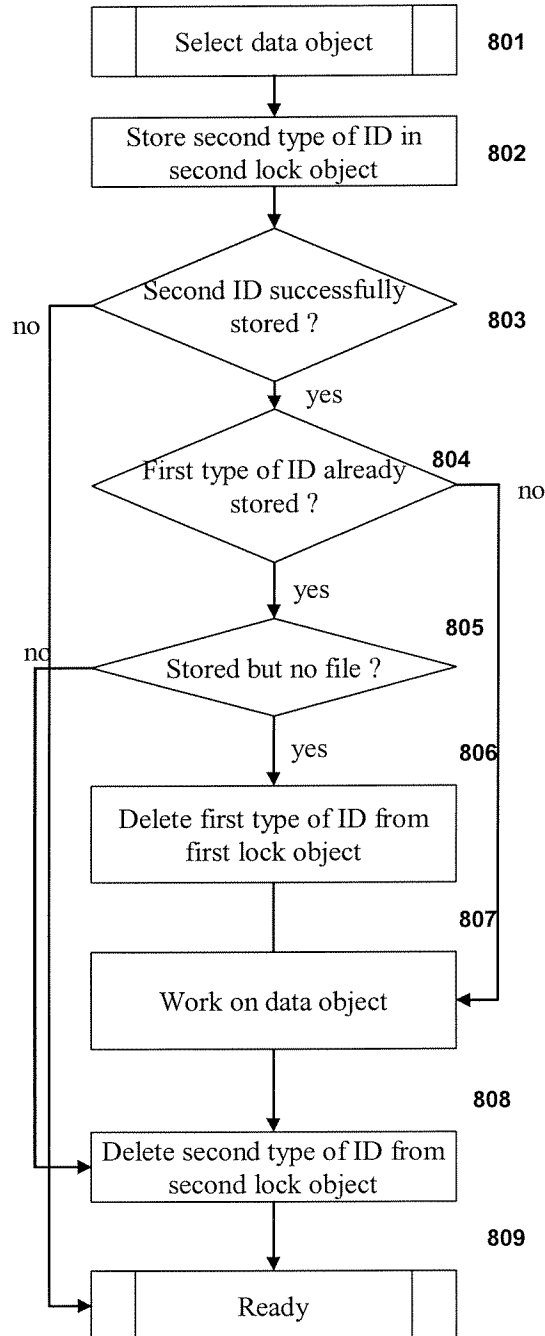 Select data object
801
Store second type of ID in
second lock object
802
Second ID successfully
stored ?
803
no
yes
First type of ID already
stored ?
804
no
yes
805
Stored but no file ?
no
yes
806
Delete first type of ID from
first lock object
807
Work on data object
808
Delete second type of ID from
second lock object
809
Ready